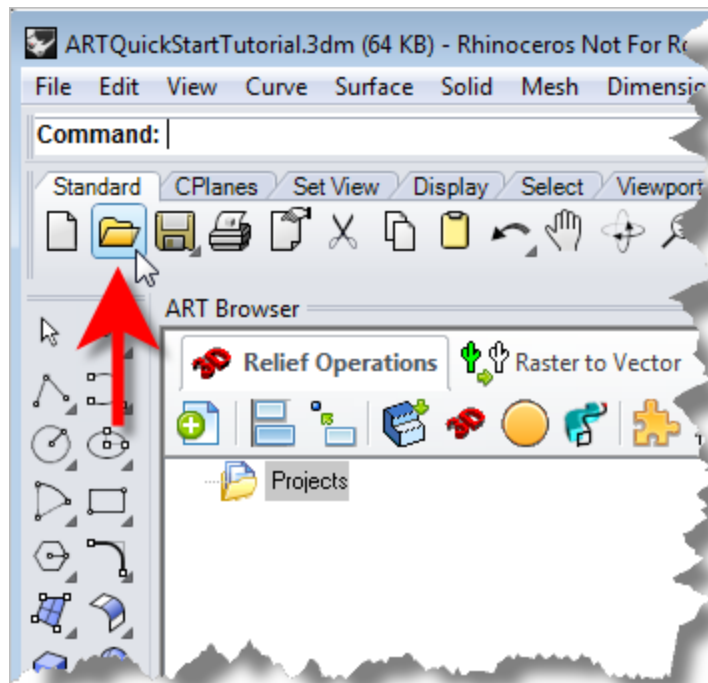 ARTQuickStartTutorial.3dm (64 KB) - Rhinoceros Not For
File Edit View Curve Surface Solid Mesh
Command:
Standard CPlanes Set View Display Select Viewport
ART Browser
Relief Operations Raster to Vector
Projects